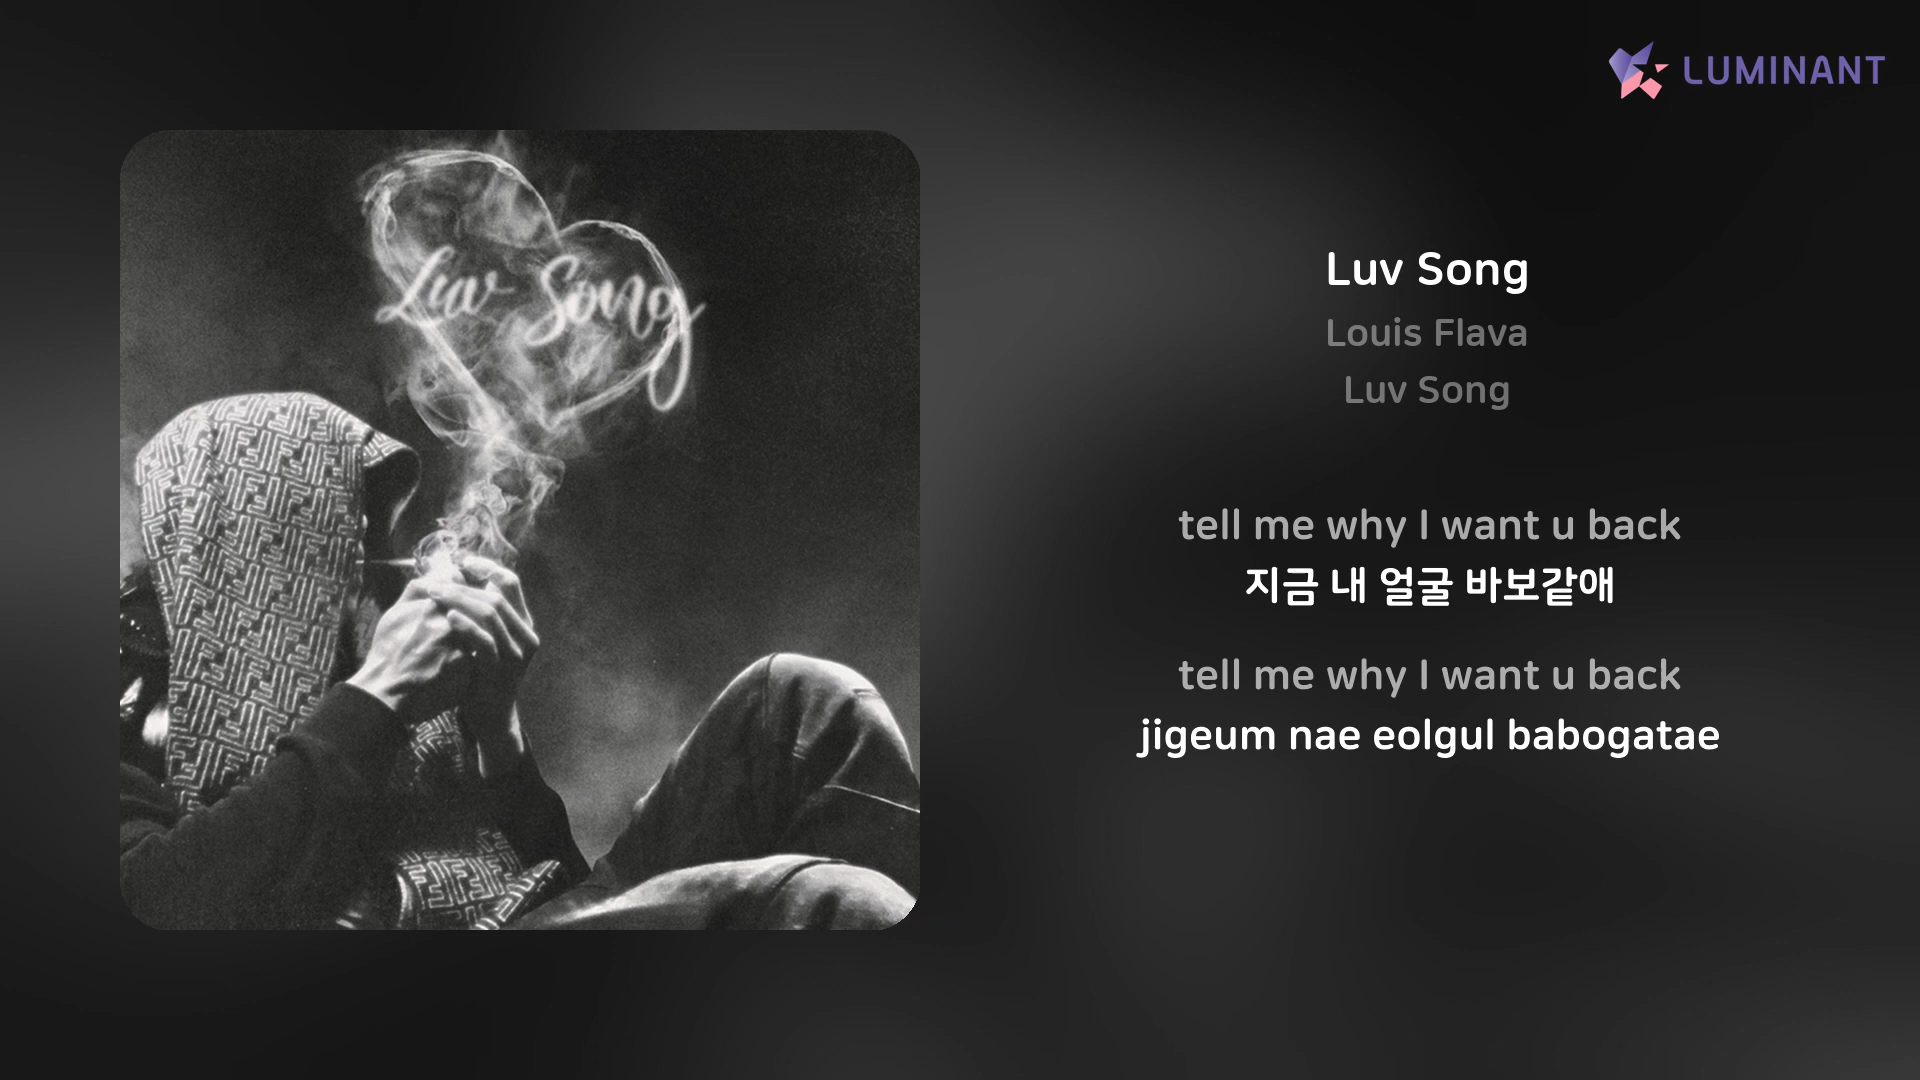 LUMINANT
Luv Song
Luv Song
Louis Flava
Luv Song
tell me why I want u back
지금 내 얼굴 바보같애
tell me why I want u back
jigeum nae eolgul babogatae